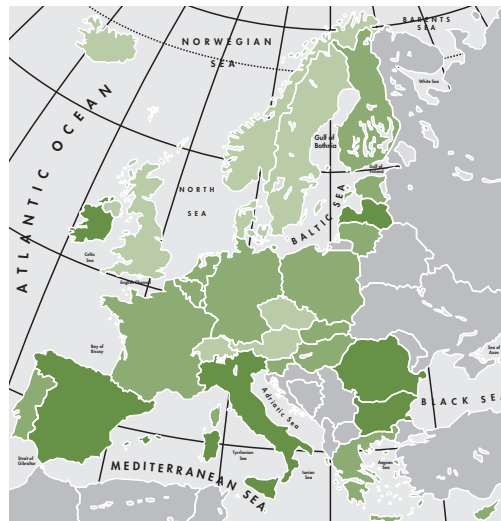 BARENTS
SEA
NORWEGIAN
SEA
White Sea
ATLANTIC OCEAN
Gulf of
Bothnia
Gulf of
Finland
NORTH
SEA
BALTIC SEA
Celtic
Sea
English Channel
Bay of
Biscay
Sea of
Azov
Adriatic Sea
BLACK SEA
Strait of
Gibraltar
Tyrrhenian
Sea
Ionian
Sea
Aegean
Sea
MEDITERRANEAN SEA